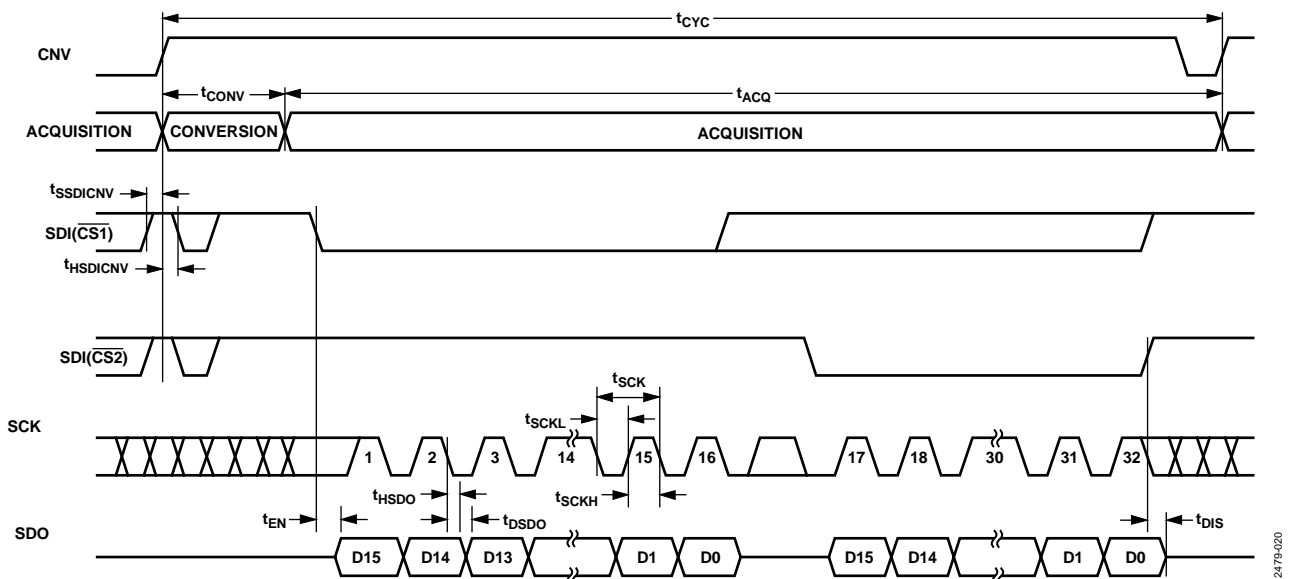 tCYC
CNV
tCONV
tACQ
ACQUISITION
CONVERSION
ACQUISITION
tSSDICNV
SDI(CS1)
tHSDICNV
SDI(CS2)
tSCK
tSCKL
SCK
1 2 3 14 15 16 17 18 30 31 32
tHSDO
tSCKH
tEN
tDSDO
tDIS
SDO
D15 D14 D13 D1 D0 D15 D14 D1 D0
2479-020